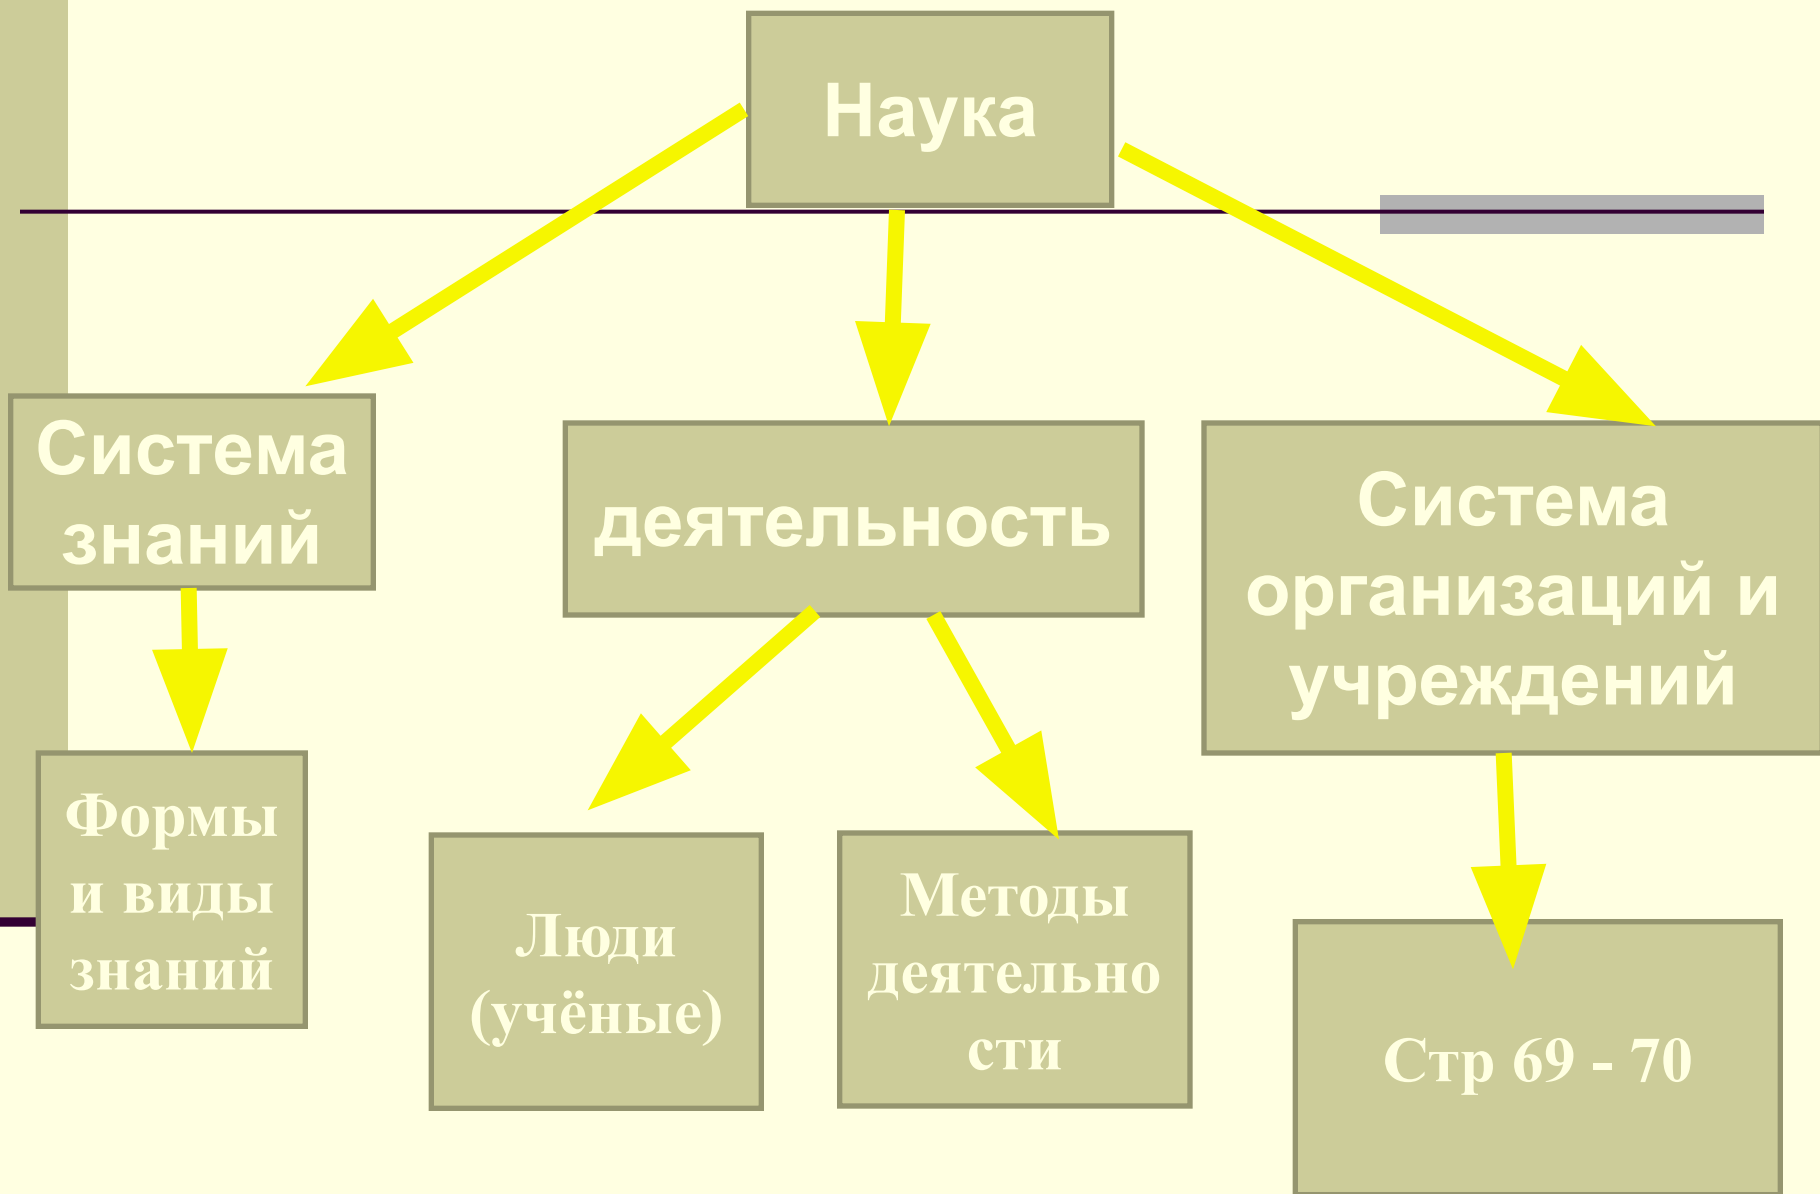 Наука
Система
знаний
деятельность
Система
организаций и
учреждений
Формы
и виды
знаний
Люди
(учёные)
Методы
деятельно
сти
Стр 69 - 70